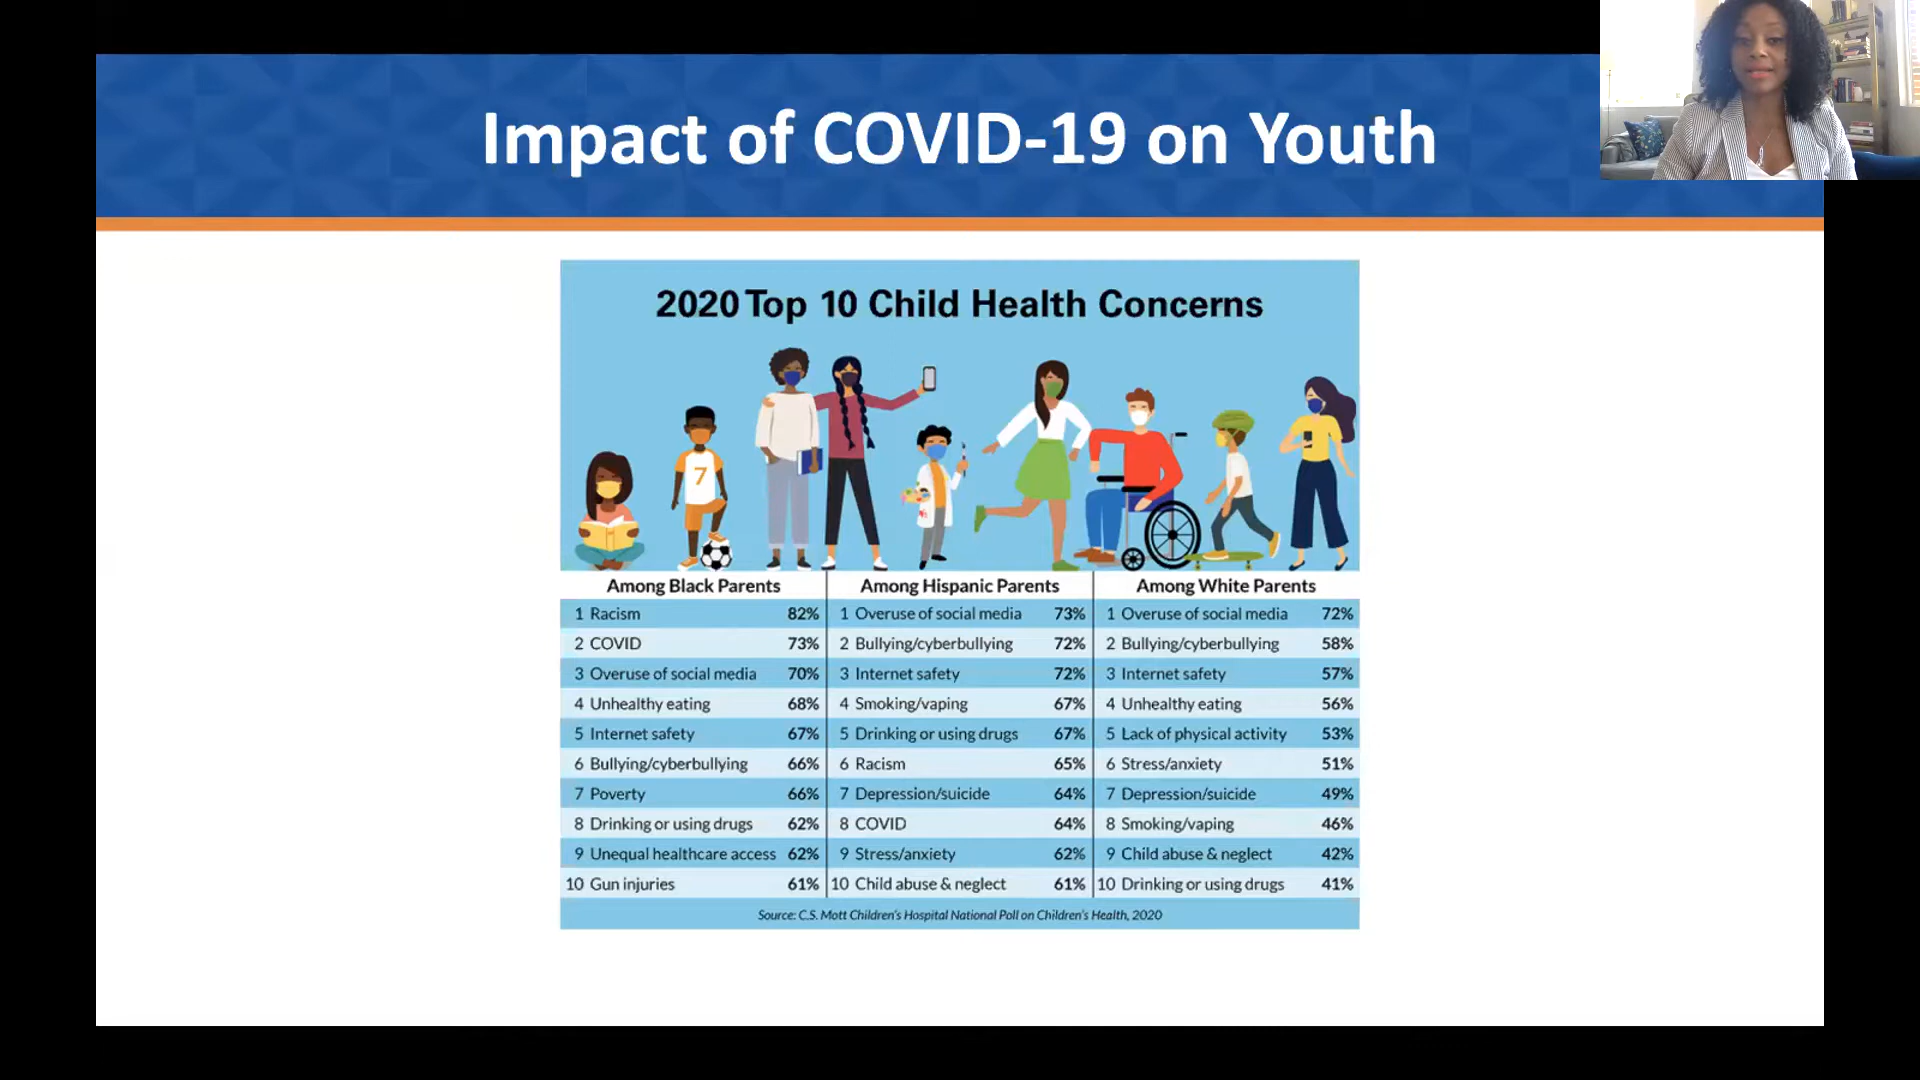 Impact of COVID-19 on Youth
2020 Top 10 Child Health Concerns
7
Among Black Parents
1 Racism 82%
2 COVID 73%
3 Overuse of social media 70%
4 Unhealthy eating 68%
5 Internet safety 67%
6 Bullying/cyberbullying 66%
7 Poverty 66%
8 Drinking or using drugs 62%
9 Unequal healthcare access 62%
10 Gun injuries 61%
Among Hispanic Parents
1 Overuse of social media 73%
2 Bullying/cyberbullying 72%
3 Internet safety 72%
4 Smoking/vaping 67%
5 Drinking or using drugs 67%
6 Racism 65%
7 Depression/suicide 64%
8 COVID 64%
9 Stress/anxiety 62%
10 Child abuse & neglect 61%
Among White Parents
1 Overuse of social media 72%
2 Bullying/cyberbullying 58%
3 Internet safety 57%
4 Unhealthy eating 56%
5 Lack of physical activity 53%
6 Stress/anxiety 51%
7 Depression/suicide 49%
8 Smoking/vaping 46%
9 Child abuse & neglect 42%
10 Drinking or using drugs 41%
Source: C.S. Mott Children's Hospital National Poll on Children's Health, 2020